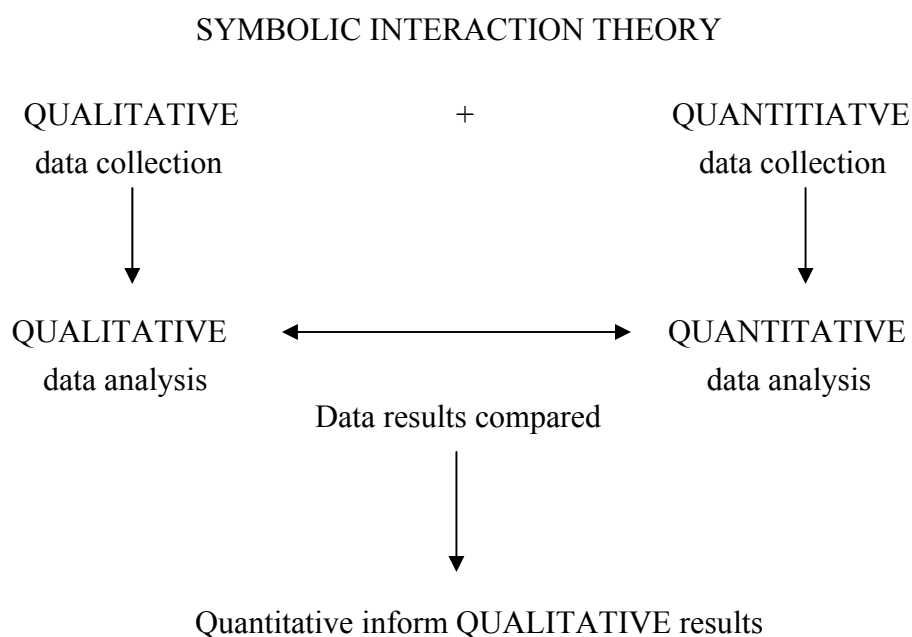 SYMBOLIC INTERACTION THEORY
QUALITATIVE + QUANTITIATVE
data collection data collection
QUALITATIVE QUANTITATIVE
data analysis data analysis
Data results compared
Quantitative inform QUALITATIVE results